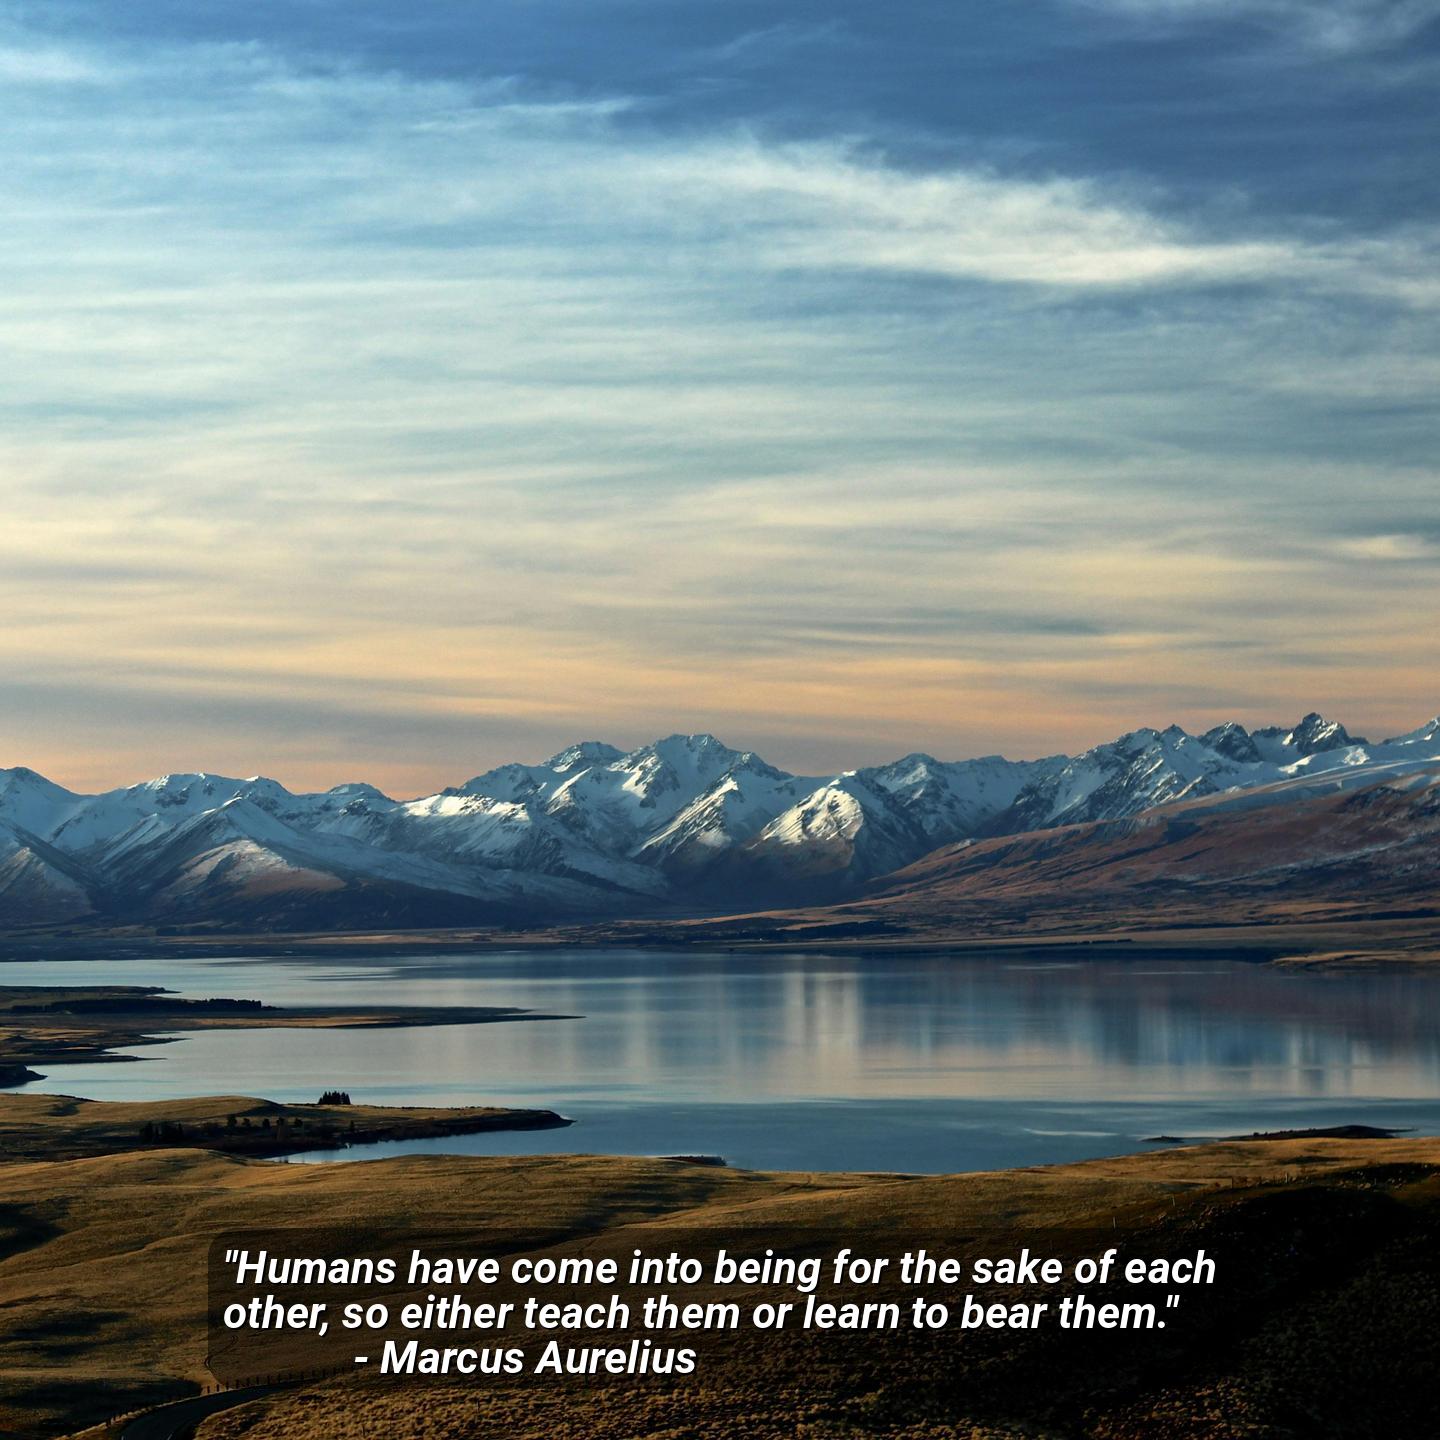 "Humans have come into being for the sake of each
other, so either teach them or learn to bear them."
- Marcus Aurelius